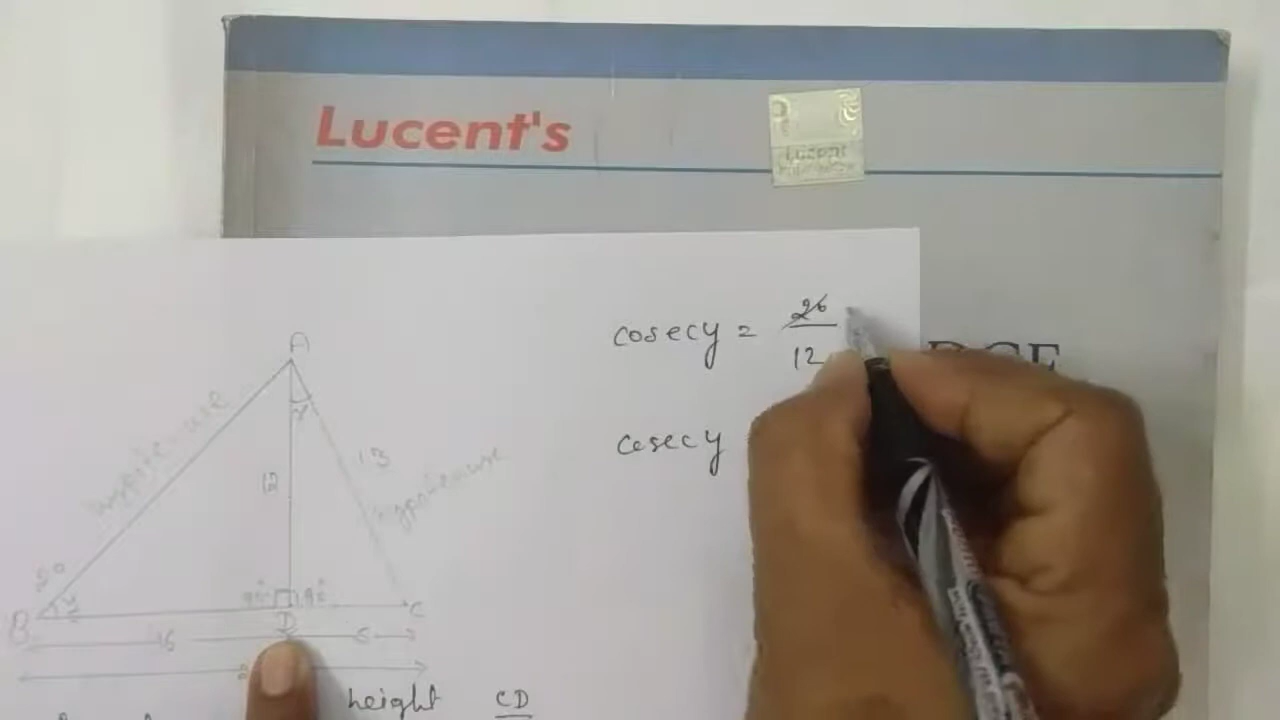 Lucent's
LUCENT
cosecy = 26
12
cosecy
A
hypotenuse
13
12
hypotenuse
20
y
90° 90°
B D C
16 5
height CD